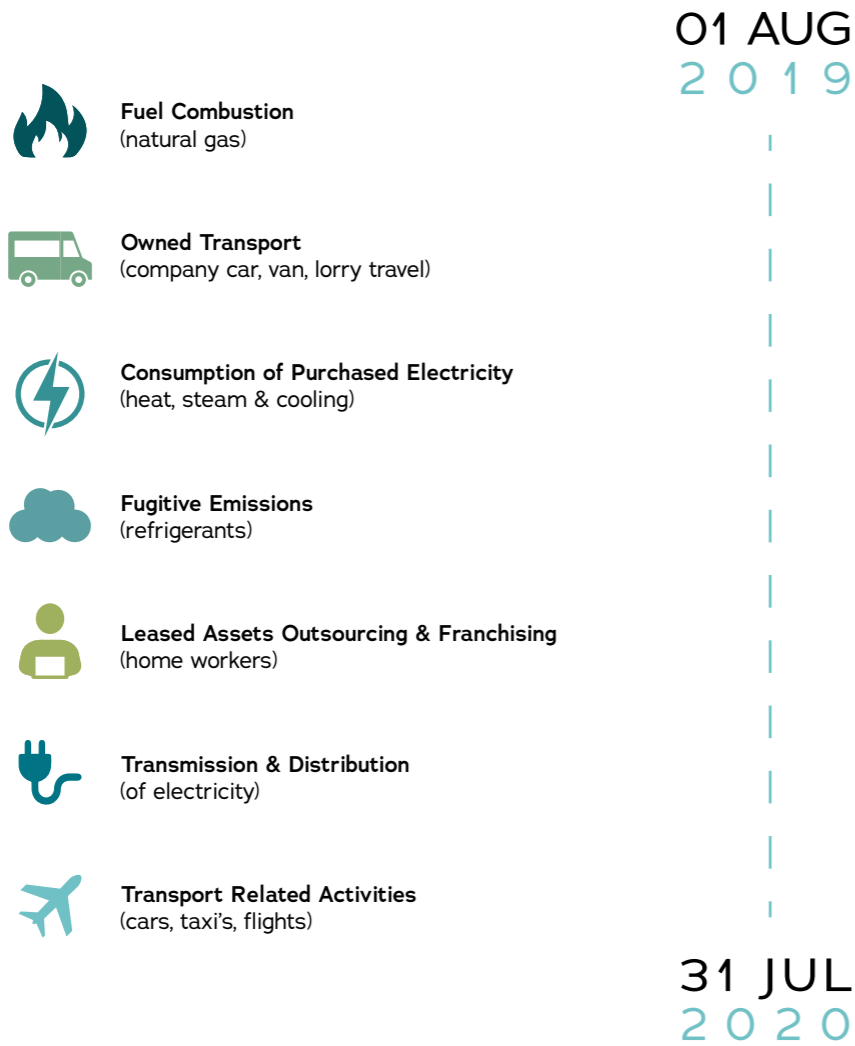 01 AUG
2019
Fuel Combustion
(natural gas)
Owned Transport
(company car, van, lorry travel)
Consumption of Purchased Electricity
(heat, steam & cooling)
Fugitive Emissions
(refrigerants)
Leased Assets Outsourcing & Franchising
(home workers)
Transmission & Distribution
(of electricity)
Transport Related Activities
(cars, taxi's, flights)
31 JUL
2020